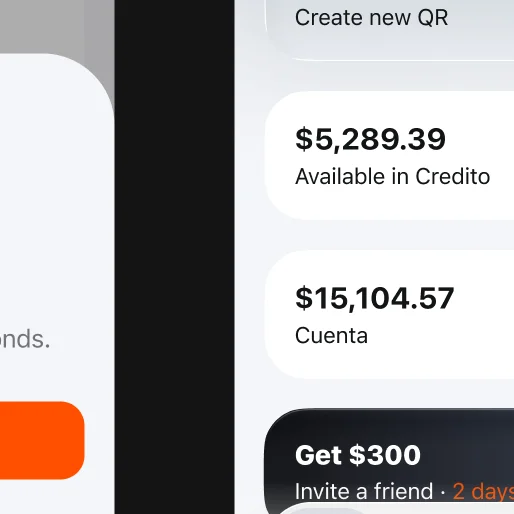 Create new QR
$5,289.39
Available in Credito
$15,104.57
Cuenta
onds.
Get $300
Invite a friend · 2 days